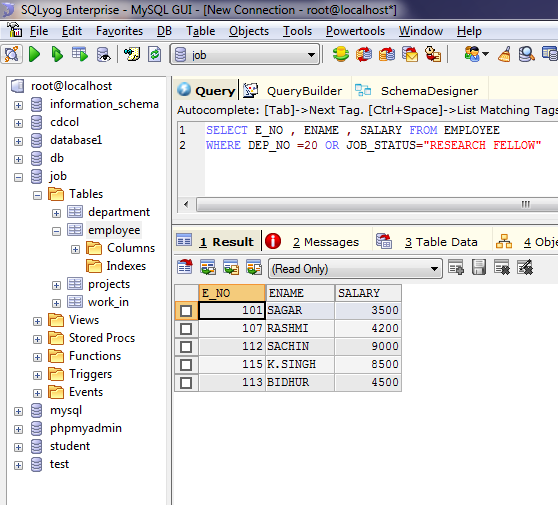 SQLyog Enterprise - MySQL GUI - [New Connection - root@localhost*]
File Edit Favorites DB Table Objects Tools Powertools Window Help
job
root@localhost
information_schema
cdcol
database1
db
job
Tables
department
employee
Columns
Indexes
projects
work_in
Views
Stored Procs
Functions
Triggers
Events
mysql
phpmyadmin
student
test
Query QueryBuilder SchemaDesigner
Autocomplete: [Tab]->Next Tag. [Ctrl+Space]->List Matching Tags
1 SELECT E_NO , ENAME , SALARY FROM EMPLOYEE
2 WHERE DEP_NO =20 OR JOB_STATUS="RESEARCH FELLOW"
1 Result 2 Messages 3 Table Data 4 Obje
(Read Only)
E_NO ENAME SALARY
101 SAGAR 3500
107 RASHMI 4200
112 SACHIN 9000
115 K.SINGH 8500
113 BIDHUR 4500